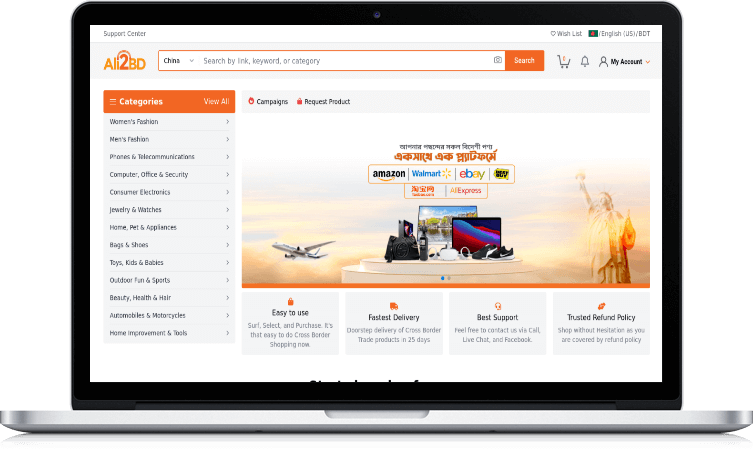 Support Center
Wish List
/English (US)/BDT
Ali2BD
China
Search by link, keyword, or category
Search
My Account
Categories
View All
Campaigns
Request Product
Women's Fashion
Men's Fashion
Phones & Telecommunications
Computer, Office & Security
Consumer Electronics
Jewelry & Watches
Home, Pet & Appliances
Bags & Shoes
Toys, Kids & Babies
Outdoor Fun & Sports
Beauty, Health & Hair
Automobiles & Motorcycles
Home Improvement & Tools
আপনার পছন্দের সকল বিদেশী পণ্য
একসাথে এক প্ল্যাটফর্মে
amazon Walmart ebay BEST BUY
淘宝网 AliExpress
Taobao.com
Easy to use
Surf, Select, and Purchase. It's
that easy to do Cross Border
Shopping now.
Fastest Delivery
Doorstep delivery of Cross Border
Trade products in 25 days
Best Support
Feel free to contact us via Call,
Live Chat, and Facebook.
Trusted Refund Policy
Shop without Hesitation as you
are covered by refund policy